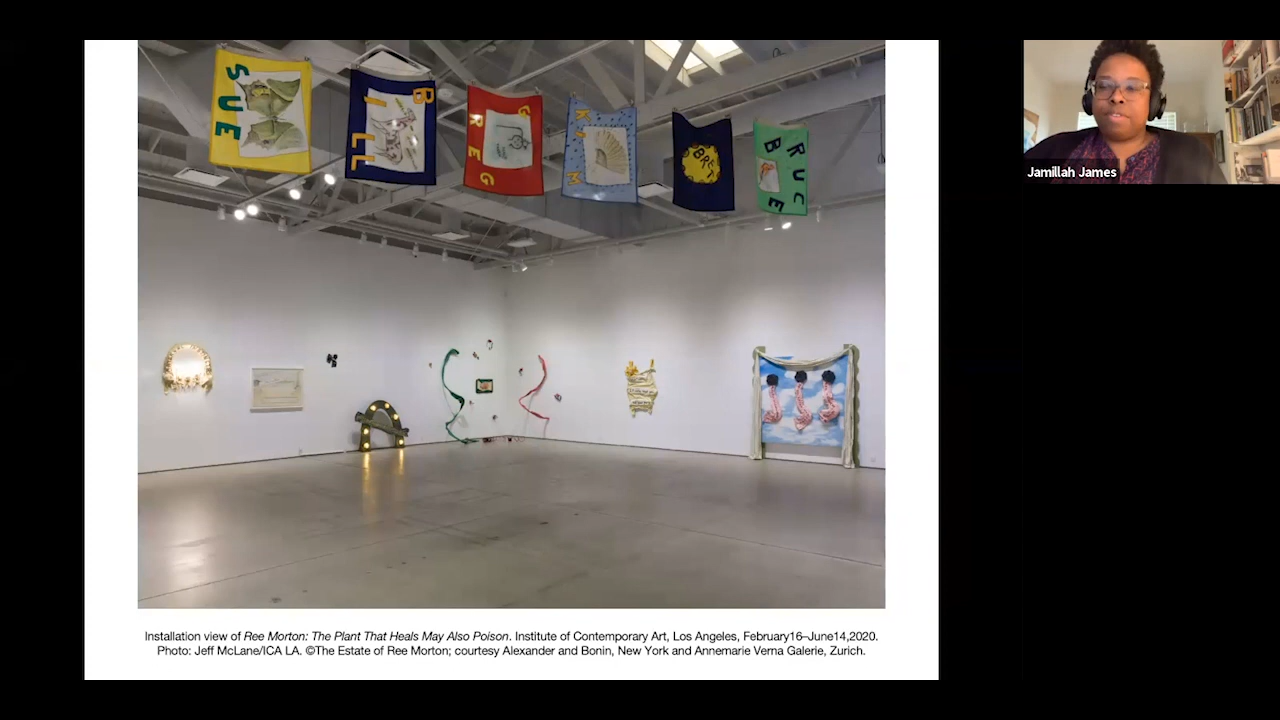 SUE
BILL
GREG
KIM
BRET
BRUCE
Jamillah James
Installation view of Ree Morton: The Plant That Heals May Also Poison. Institute of Contemporary Art, Los Angeles, February16–June14,2020.
Photo: Jeff McLane/ICA LA. ©The Estate of Ree Morton; courtesy Alexander and Bonin, New York and Annemarie Verna Galerie, Zurich.